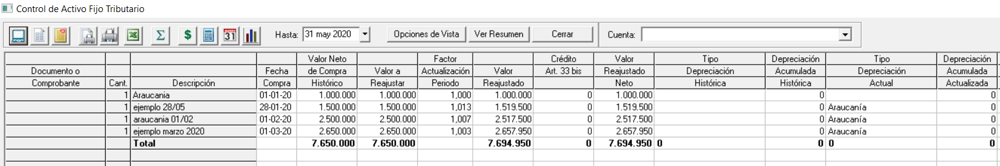 Control de Activo Fijo Tributario
Σ $ 31 Hasta: 31 may 2020 Opciones de Vista Ver Resumen Cerrar Cuenta:
Valor Neto Factor Crédito Valor Tipo Depreciación Tipo Depreciación
Documento o Fecha de Compra Valor a Actualización Valor Art. 33 bis Reajustado Depreciación Acumulada Depreciación Acumulada
Comprobante Cant. Descripción Compra Histórico Reajustar Periodo Reajustado Neto Histórica Histórica Actual Actualizada
1 Araucania 01-01-20 1.000.000 1.000.000 1,000 1.000.000 0 1.000.000 0 0
1 ejemplo 28/05 28-01-20 1.500.000 1.500.000 1,013 1.519.500 0 1.519.500 0 Araucanía 0
1 araucania 01/02 01-02-20 2.500.000 2.500.000 1,007 2.517.500 0 2.517.500 0 Araucanía 0
1 ejemplo marzo 2020 01-03-20 2.650.000 2.650.000 1,003 2.657.950 0 2.657.950 0 Araucanía 0
Total 7.650.000 7.650.000 7.694.950 0 7.694.950 0 0 0 0